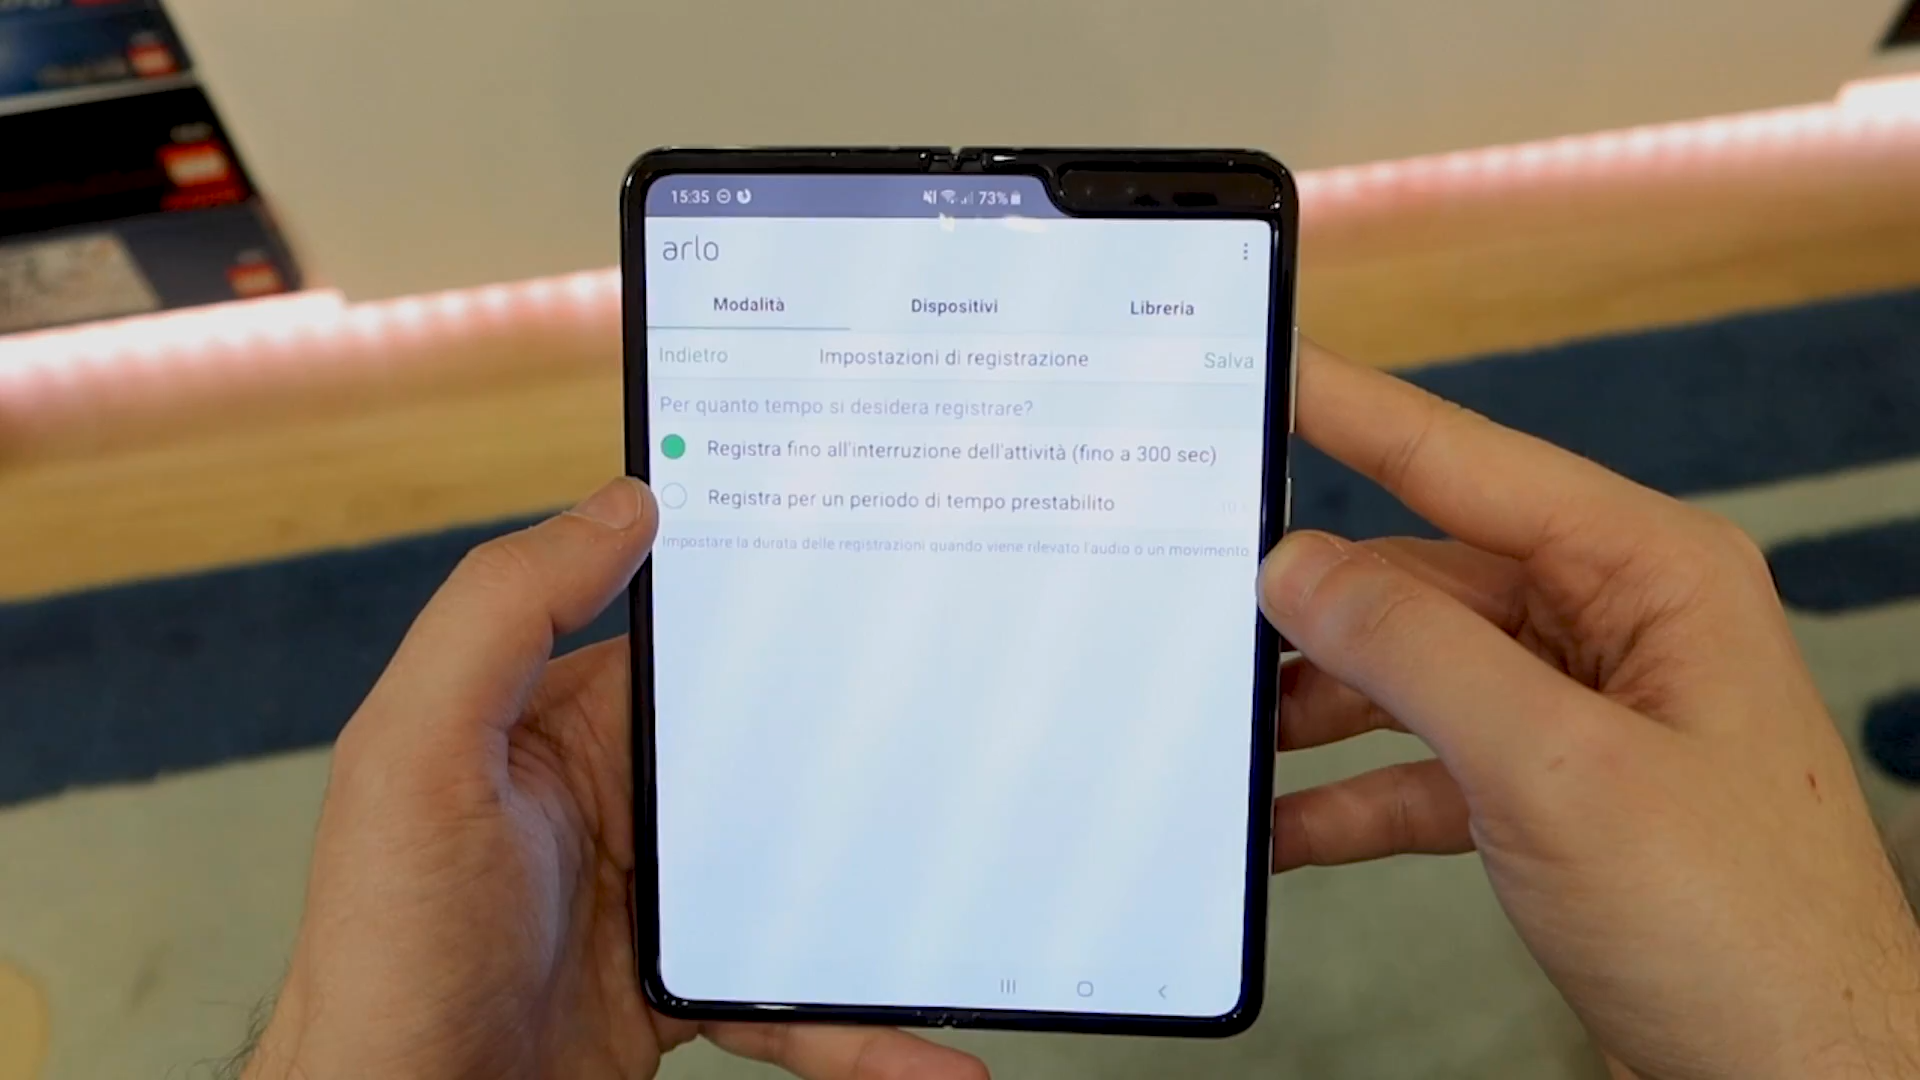 15:35 73%
arlo
Modalità Dispositivi Libreria
Indietro Impostazioni di registrazione Salva
Per quanto tempo si desidera registrare?
Registra fino all'interruzione dell'attività (fino a 300 sec)
Registra per un periodo di tempo prestabilito
Impostare la durata delle registrazioni quando viene rilevato l'audio o un movimento